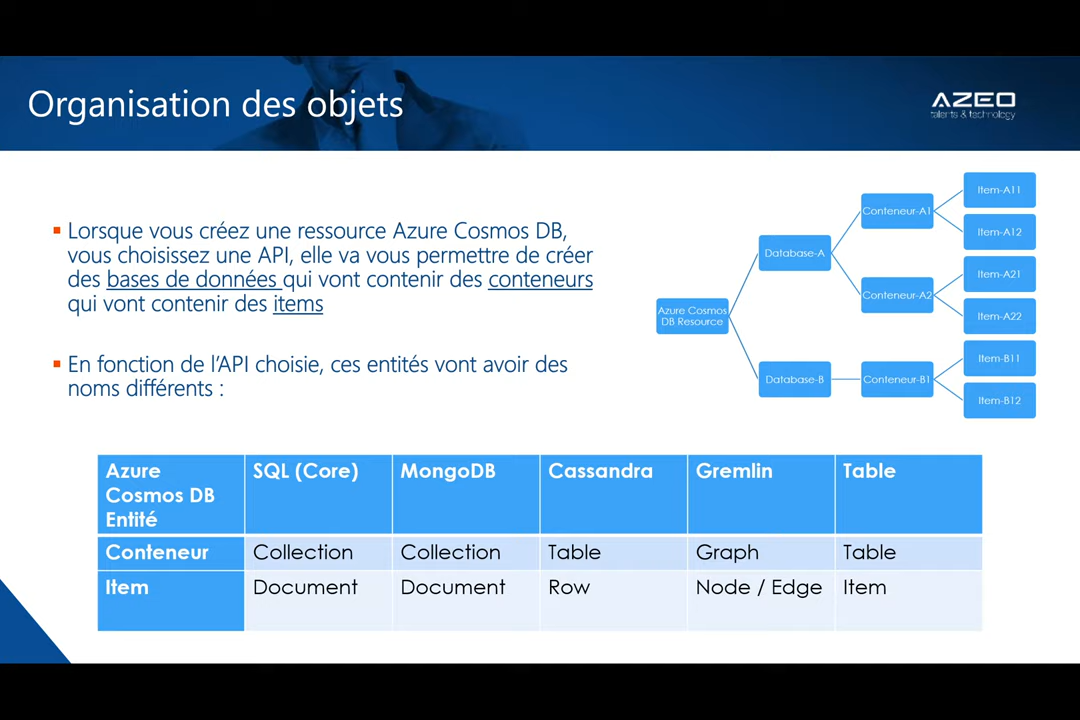 Organisation des objets
AZEO
talents & technology
▪ Lorsque vous créez une ressource Azure Cosmos DB,
vous choisissez une API, elle va vous permettre de créer
des bases de données qui vont contenir des conteneurs
qui vont contenir des items
▪ En fonction de l'API choisie, ces entités vont avoir des
noms différents :
Azure Cosmos
DB Resource
Database-A
Conteneur-A1
Item-A11
Item-A12
Conteneur-A2
Item-A21
Item-A22
Database-B
Conteneur-B1
Item-B11
Item-B12
Azure
Cosmos DB
Entité
SQL (Core)
MongoDB
Cassandra
Gremlin
Table
Conteneur
Collection
Collection
Table
Graph
Table
Item
Document
Document
Row
Node / Edge
Item